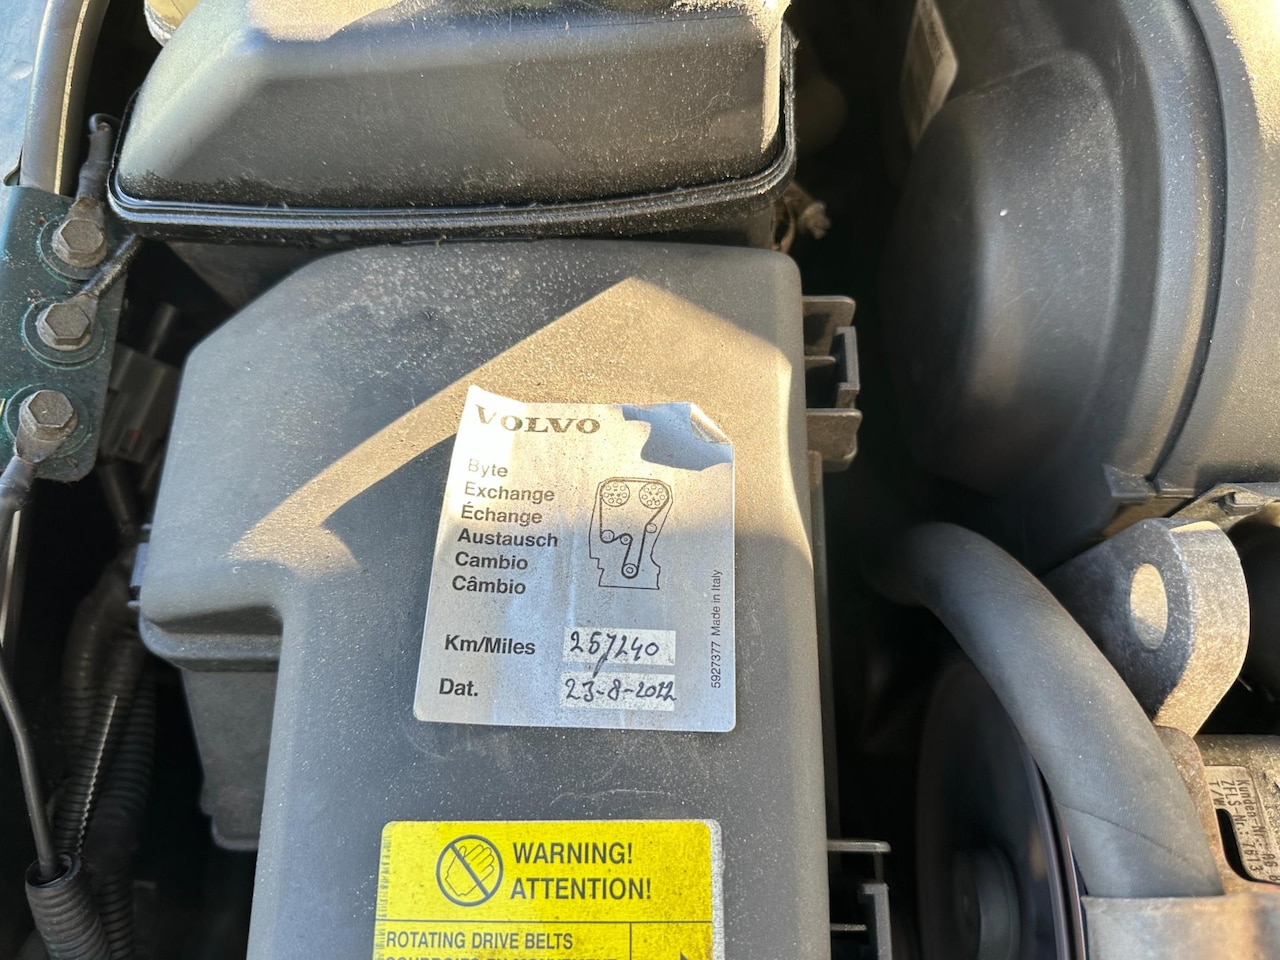 VOLVO
Byte
Exchange
Échange
Austausch
Cambio
Câmbio
Km/Miles 257240
Dat. 23-8-2022
5927377 Made in Italy
WARNING!
ATTENTION!
ROTATING DRIVE BELTS